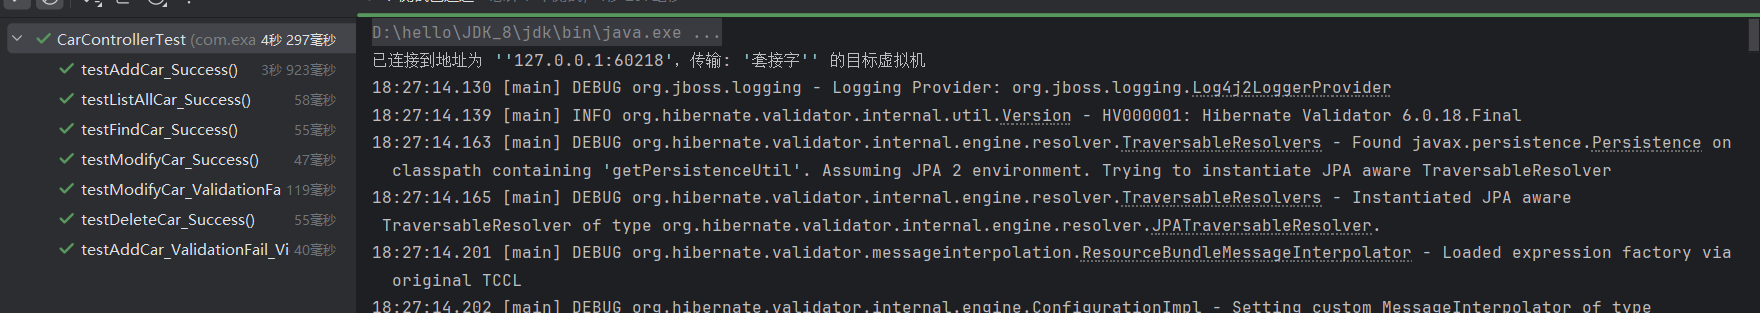 CarControllerTest (com.exa 4秒 297毫秒
testAddCar_Success() 3秒 923毫秒
testListAllCar_Success() 58毫秒
testFindCar_Success() 55毫秒
testModifyCar_Success() 47毫秒
testModifyCar_ValidationFa 119毫秒
testDeleteCar_Success() 55毫秒
testAddCar_ValidationFail_Vi 40毫秒
D:\hello\JDK_8\jdk\bin\java.exe ...
已连接到地址为 ''127.0.0.1:60218'，传输: '套接字'' 的目标虚拟机
18:27:14.130 [main] DEBUG org.jboss.logging - Logging Provider: org.jboss.logging.Log4j2LoggerProvider
18:27:14.139 [main] INFO org.hibernate.validator.internal.util.Version - HV000001: Hibernate Validator 6.0.18.Final
18:27:14.163 [main] DEBUG org.hibernate.validator.internal.engine.resolver.TraversableResolvers - Found javax.persistence.Persistence on
classpath containing 'getPersistenceUtil'. Assuming JPA 2 environment. Trying to instantiate JPA aware TraversableResolver
18:27:14.165 [main] DEBUG org.hibernate.validator.internal.engine.resolver.TraversableResolvers - Instantiated JPA aware
TraversableResolver of type org.hibernate.validator.internal.engine.resolver.JPATraversableResolver.
18:27:14.201 [main] DEBUG org.hibernate.validator.messageinterpolation.ResourceBundleMessageInterpolator - Loaded expression factory via
original TCCL
18:27:14.202 [main] DEBUG org.hibernate.validator.internal.engine.ConfigurationImpl - Setting custom MessageInterpolator of type